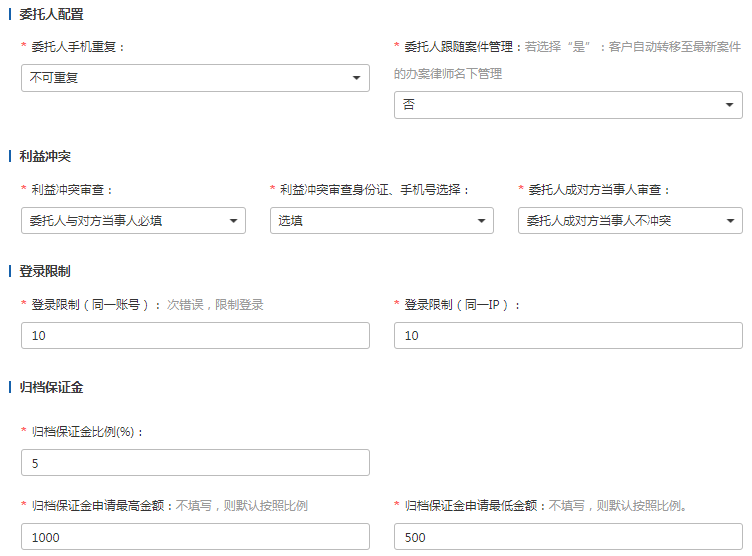 委托人配置
* 委托人手机重复：
* 委托人跟随案件管理：若选择“是”：客户自动转移至最新案件
的办案律师名下管理
不可重复
否
利益冲突
* 利益冲突审查： * 利益冲突审查身份证、手机号选择： * 委托人成对方当事人审查：
委托人与对方当事人必填 选填 委托人成对方当事人不冲突
登录限制
* 登录限制（同一账号）： 次错误，限制登录 * 登录限制（同一IP）：
10 10
归档保证金
* 归档保证金比例(%)：
5
* 归档保证金申请最高金额：不填写，则默认按照比例 * 归档保证金申请最低金额：不填写，则默认按照比例。
1000 500